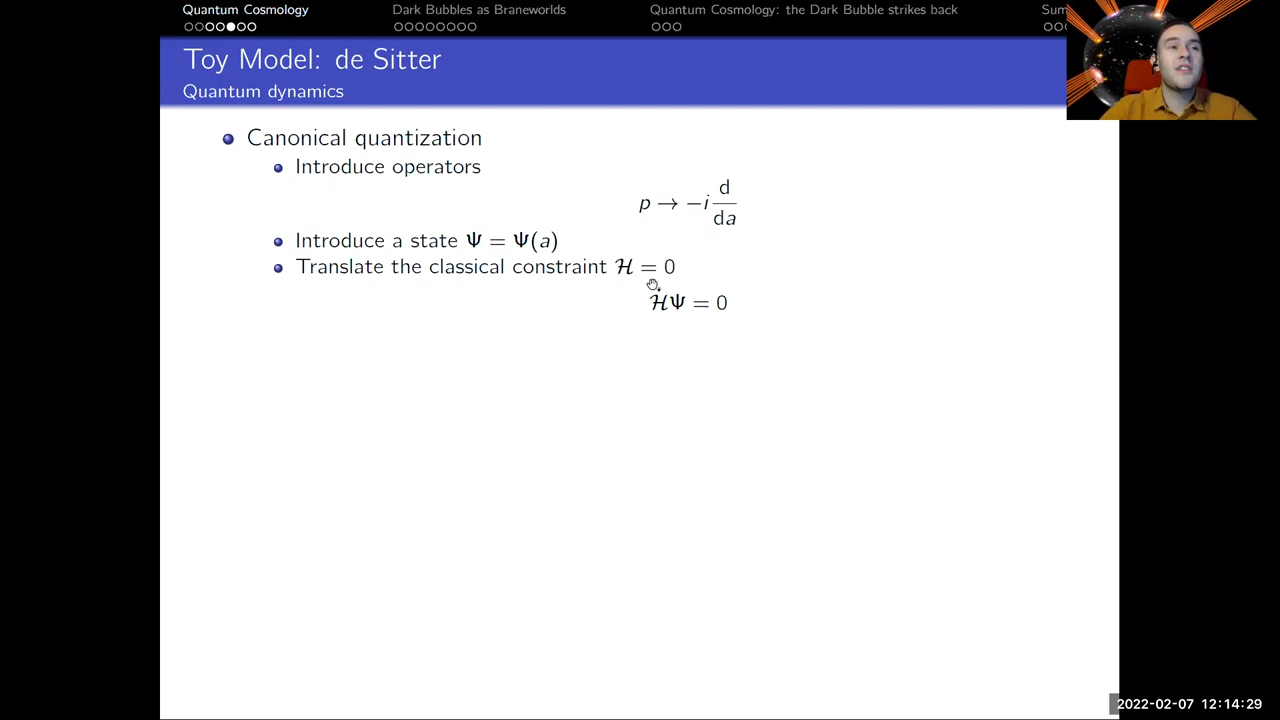 Quantum Cosmology Dark Bubbles as Braneworlds Quantum Cosmology: the Dark Bubble strikes back Sum
Toy Model: de Sitter
Quantum dynamics
Canonical quantization
Introduce operators
p → −i d/da
Introduce a state Ψ = Ψ(a)
Translate the classical constraint ℋ = 0
ℋΨ = 0
2022-02-07 12:14:29